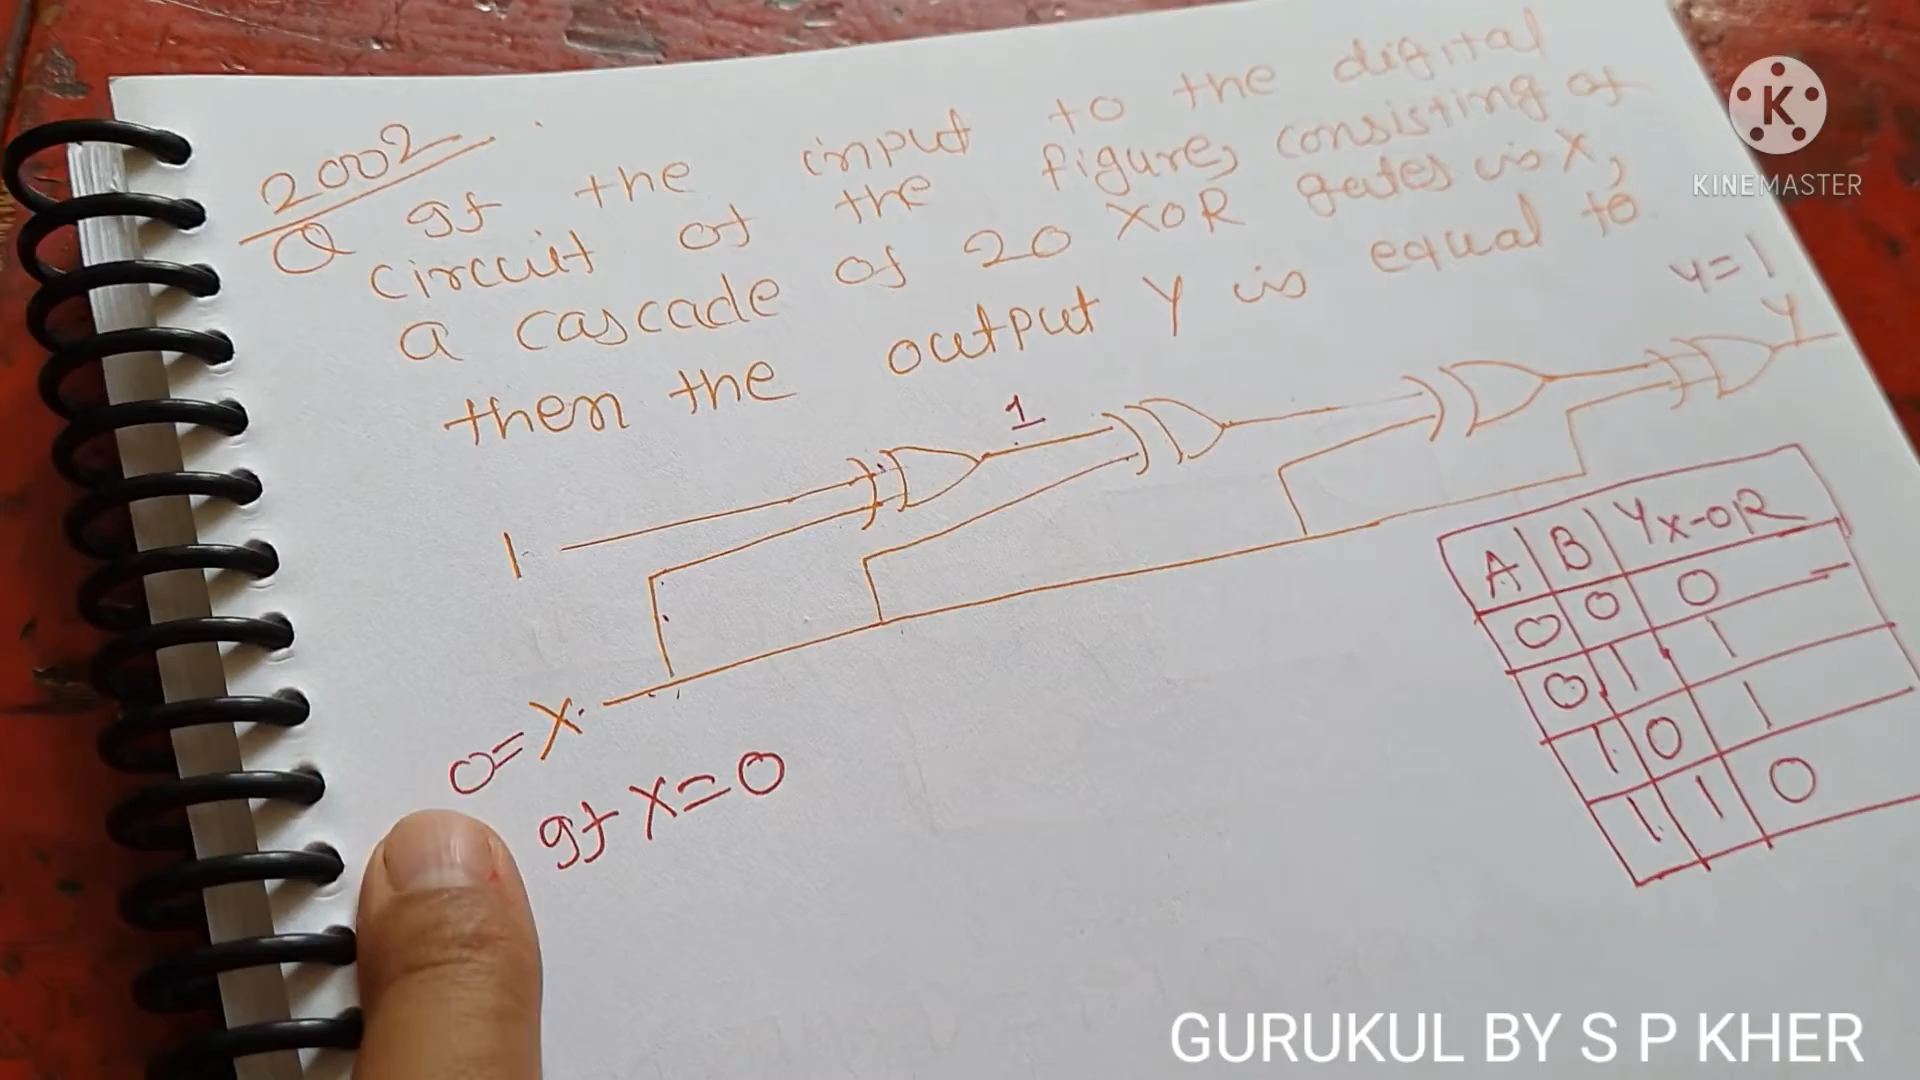 2002
Q If the input to the digital
circuit of the figure, consisting of
a cascade of 20 XOR gates is X,
then the output Y is equal to
Y=1
Y
1
1
0=X
If X=0
A B Y X-OR
0 0 0
0 1 1
1 0 1
1 1 0
K
KINEMASTER
GURUKUL BY S P KHER